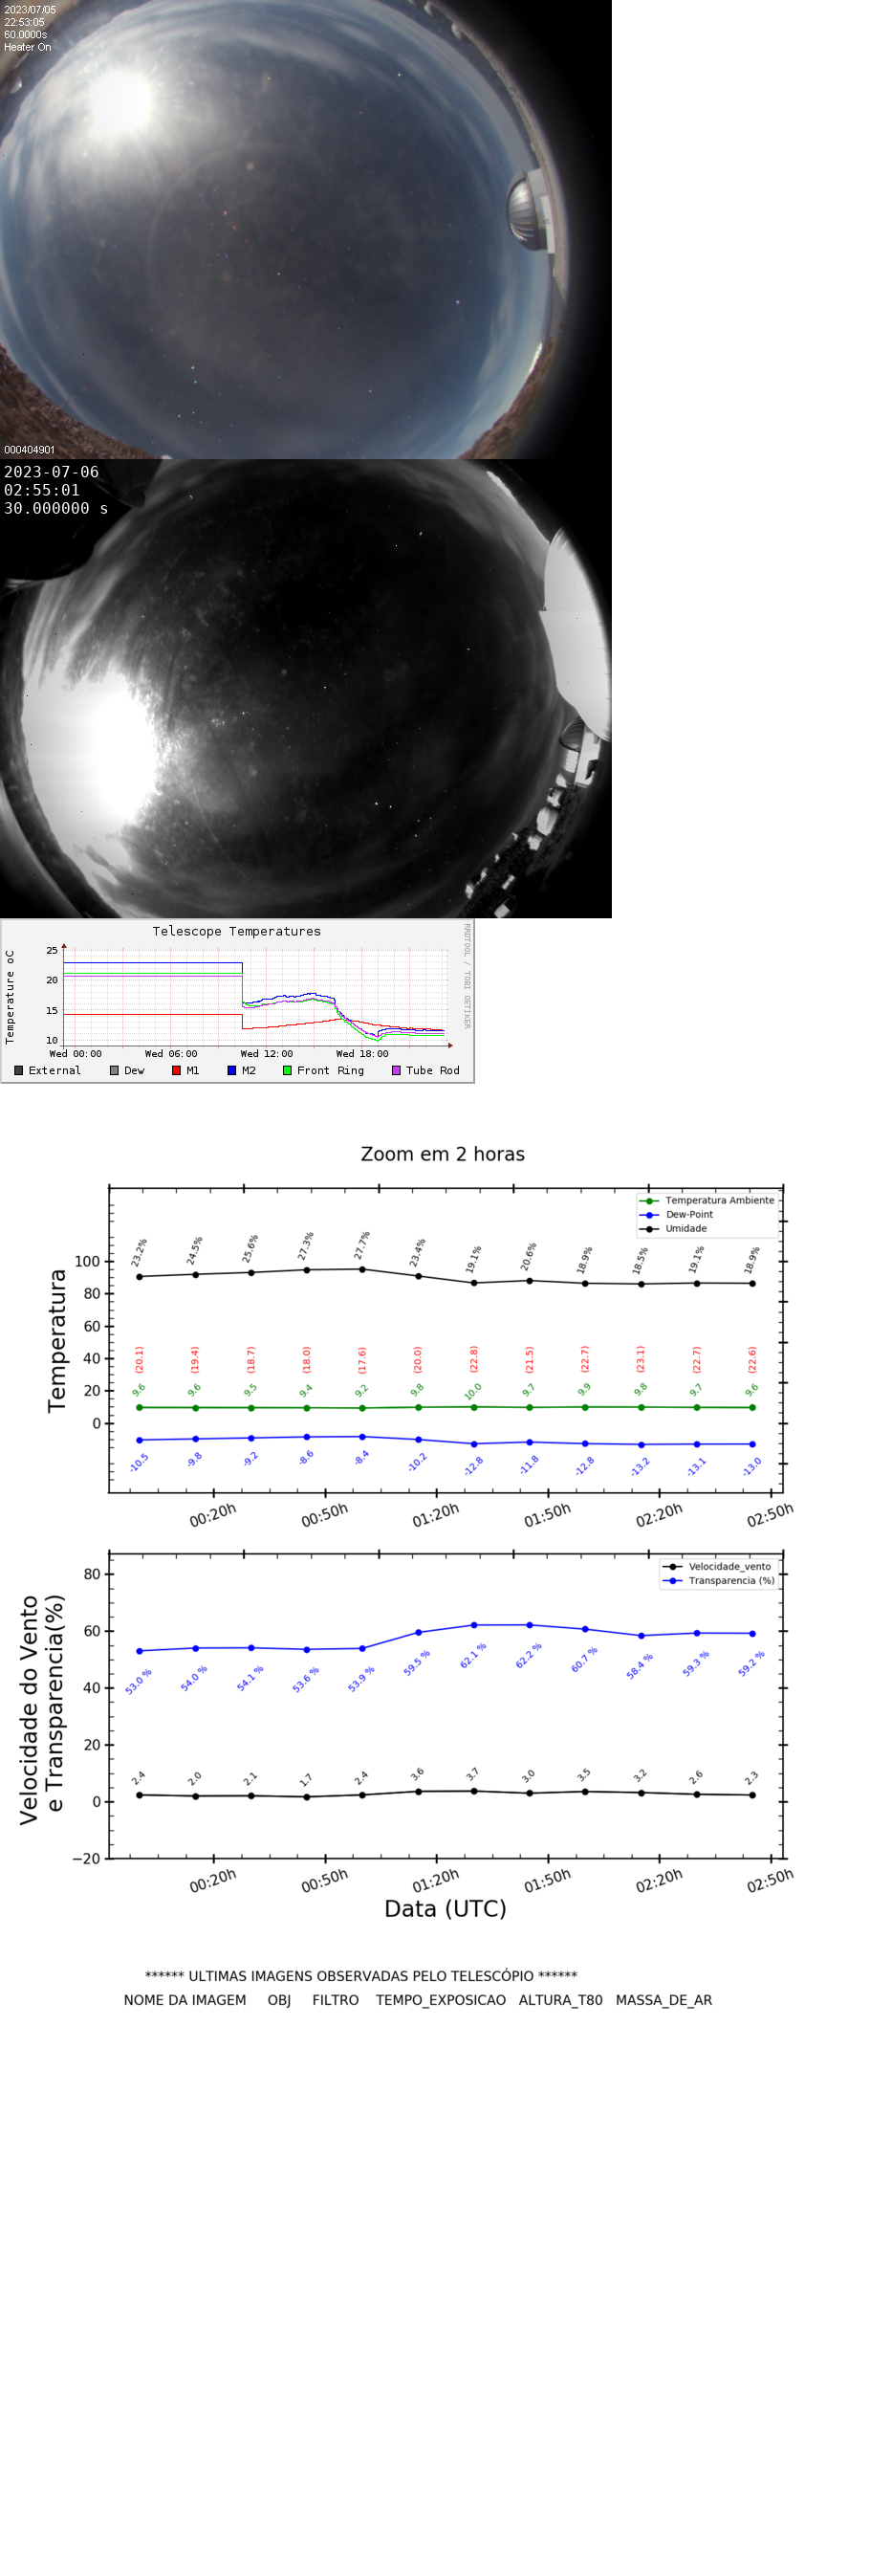 2023/07/05
22:53:05
60.0000s
Heater On
000404901
2023-07-06
02:55:01
30.000000 s
Telescope Temperatures
RRDTOOL / TOBI OETIKER
Temperature oC
25
20
15
10
Wed 00:00 Wed 06:00 Wed 12:00 Wed 18:00
External Dew M1 M2 Front Ring Tube Rod
Zoom em 2 horas
Temperatura Ambiente
Dew-Point
Umidade
Temperatura
100
80
60
40
20
0
23.2% 24.5% 25.6% 27.3% 27.7% 23.4% 19.1% 20.6% 18.9% 18.5% 19.1% 18.9%
(20.1) (19.4) (18.7) (18.0) (17.6) (20.0) (22.8) (21.5) (22.7) (23.1) (22.7) (22.6)
9.6 9.6 9.5 9.4 9.2 9.8 10.0 9.7 9.9 9.8 9.7 9.6
-10.5 -9.8 -9.2 -8.6 -8.4 -10.2 -12.8 -11.8 -12.8 -13.2 -13.1 -13.0
00:20h 00:50h 01:20h 01:50h 02:20h 02:50h
Velocidade_vento
Transparencia (%)
Velocidade do Vento
e Transparencia(%)
80
60
40
20
0
−20
53.0 % 54.0 % 54.1 % 53.6 % 53.9 % 59.5 % 62.1 % 62.2 % 60.7 % 58.4 % 59.3 % 59.2 %
2.4 2.0 2.1 1.7 2.4 3.6 3.7 3.0 3.5 3.2 2.6 2.3
00:20h 00:50h 01:20h 01:50h 02:20h 02:50h
Data (UTC)
****** ULTIMAS IMAGENS OBSERVADAS PELO TELESCÓPIO ******
NOME DA IMAGEM OBJ FILTRO TEMPO_EXPOSICAO ALTURA_T80 MASSA_DE_AR